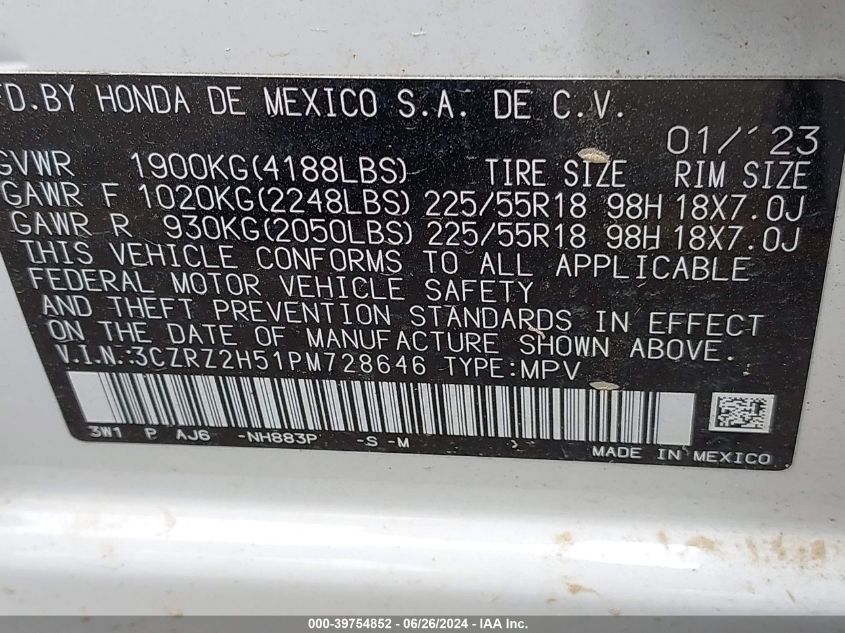 FD. BY HONDA DE MEXICO S.A. DE C.V.
01/'23
GVWR 1900KG(4188LBS) TIRE SIZE RIM SIZE
GAWR F 1020KG(2248LBS) 225/55R18 98H 18X7.0J
GAWR R 930KG(2050LBS) 225/55R18 98H 18X7.0J
THIS VEHICLE CONFORMS TO ALL APPLICABLE
FEDERAL MOTOR VEHICLE SAFETY
AND THEFT PREVENTION STANDARDS IN EFFECT
ON THE DATE OF MANUFACTURE SHOWN ABOVE.
V.I.N.:3CZRZ2H51PM728646 TYPE:MPV
3W1 P AJ6 -NH883P -S -M
MADE IN MEXICO
000-39754852 - 06/26/2024 - IAA Inc.